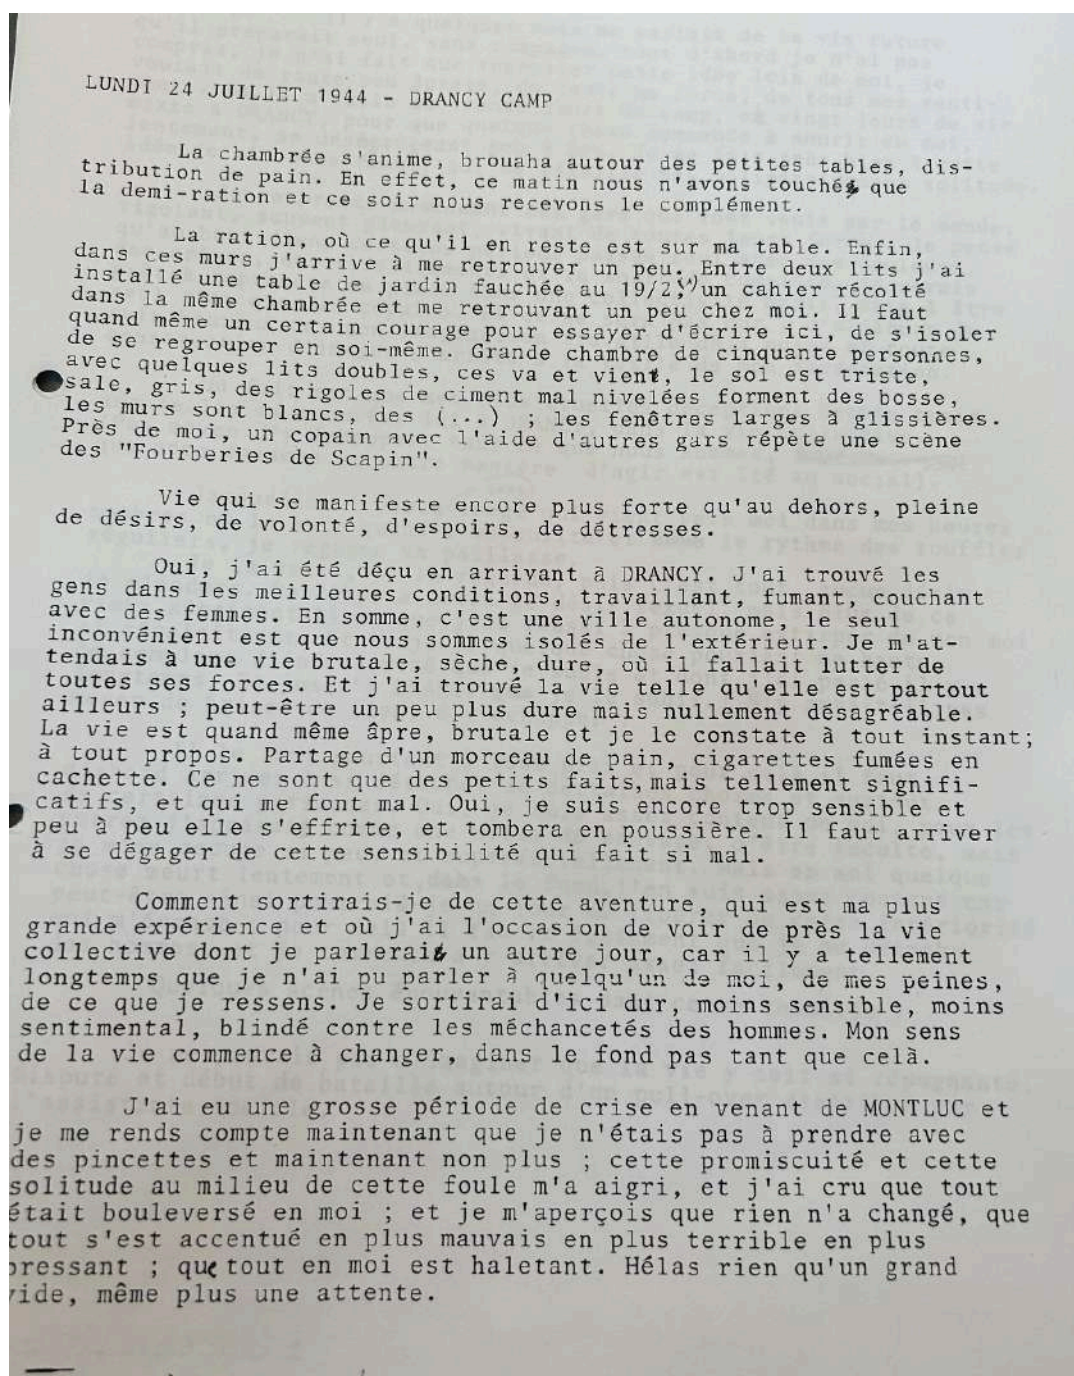 LUNDI 24 JUILLET 1944 - DRANCY CAMP
La chambrée s'anime, brouaha autour des petites tables, dis-
tribution de pain. En effet, ce matin nous n'avons touché que
la demi-ration et ce soir nous recevons le complément.
La ration, où ce qu'il en reste est sur ma table. Enfin,
dans ces murs j'arrive à me retrouver un peu. Entre deux lits j'ai
installé une table de jardin fauchée au 19/2, un cahier récolté
dans la même chambrée et me retrouvant un peu chez moi. Il faut
quand même un certain courage pour essayer d'écrire ici, de s'isoler
de se regrouper en soi-même. Grande chambre de cinquante personnes,
avec quelques lits doubles, ces va et vient, le sol est triste,
sale, gris, des rigoles de ciment mal nivelées forment des bosse,
les murs sont blancs, des (...) ; les fenêtres larges à glissières.
Près de moi, un copain avec l'aide d'autres gars répète une scène
des "Fourberies de Scapin".
Vie qui se manifeste encore plus forte qu'au dehors, pleine
de désirs, de volonté, d'espoirs, de détresses.
Oui, j'ai été déçu en arrivant à DRANCY. J'ai trouvé les
gens dans les meilleures conditions, travaillant, fumant, couchant
avec des femmes. En somme, c'est une ville autonome, le seul
inconvénient est que nous sommes isolés de l'extérieur. Je m'at-
tendais à une vie brutale, sèche, dure, où il fallait lutter de
toutes ses forces. Et j'ai trouvé la vie telle qu'elle est partout
ailleurs ; peut-être un peu plus dure mais nullement désagréable.
La vie est quand même âpre, brutale et je le constate à tout instant;
à tout propos. Partage d'un morceau de pain, cigarettes fumées en
cachette. Ce ne sont que des petits faits, mais tellement signifi-
catifs, et qui me font mal. Oui, je suis encore trop sensible et
peu à peu elle s'effrite, et tombera en poussière. Il faut arriver
à se dégager de cette sensibilité qui fait si mal.
Comment sortirais-je de cette aventure, qui est ma plus
grande expérience et où j'ai l'occasion de voir de près la vie
collective dont je parlerai un autre jour, car il y a tellement
longtemps que je n'ai pu parler à quelqu'un de moi, de mes peines,
de ce que je ressens. Je sortirai d'ici dur, moins sensible, moins
sentimental, blindé contre les méchancetés des hommes. Mon sens
de la vie commence à changer, dans le fond pas tant que celà.
J'ai eu une grosse période de crise en venant de MONTLUC et
je me rends compte maintenant que je n'étais pas à prendre avec
des pincettes et maintenant non plus ; cette promiscuité et cette
solitude au milieu de cette foule m'a aigri, et j'ai cru que tout
était bouleversé en moi ; et je m'aperçois que rien n'a changé, que
tout s'est accentué en plus mauvais en plus terrible en plus
pressant ; que tout en moi est haletant. Hélas rien qu'un grand
vide, même plus une attente.